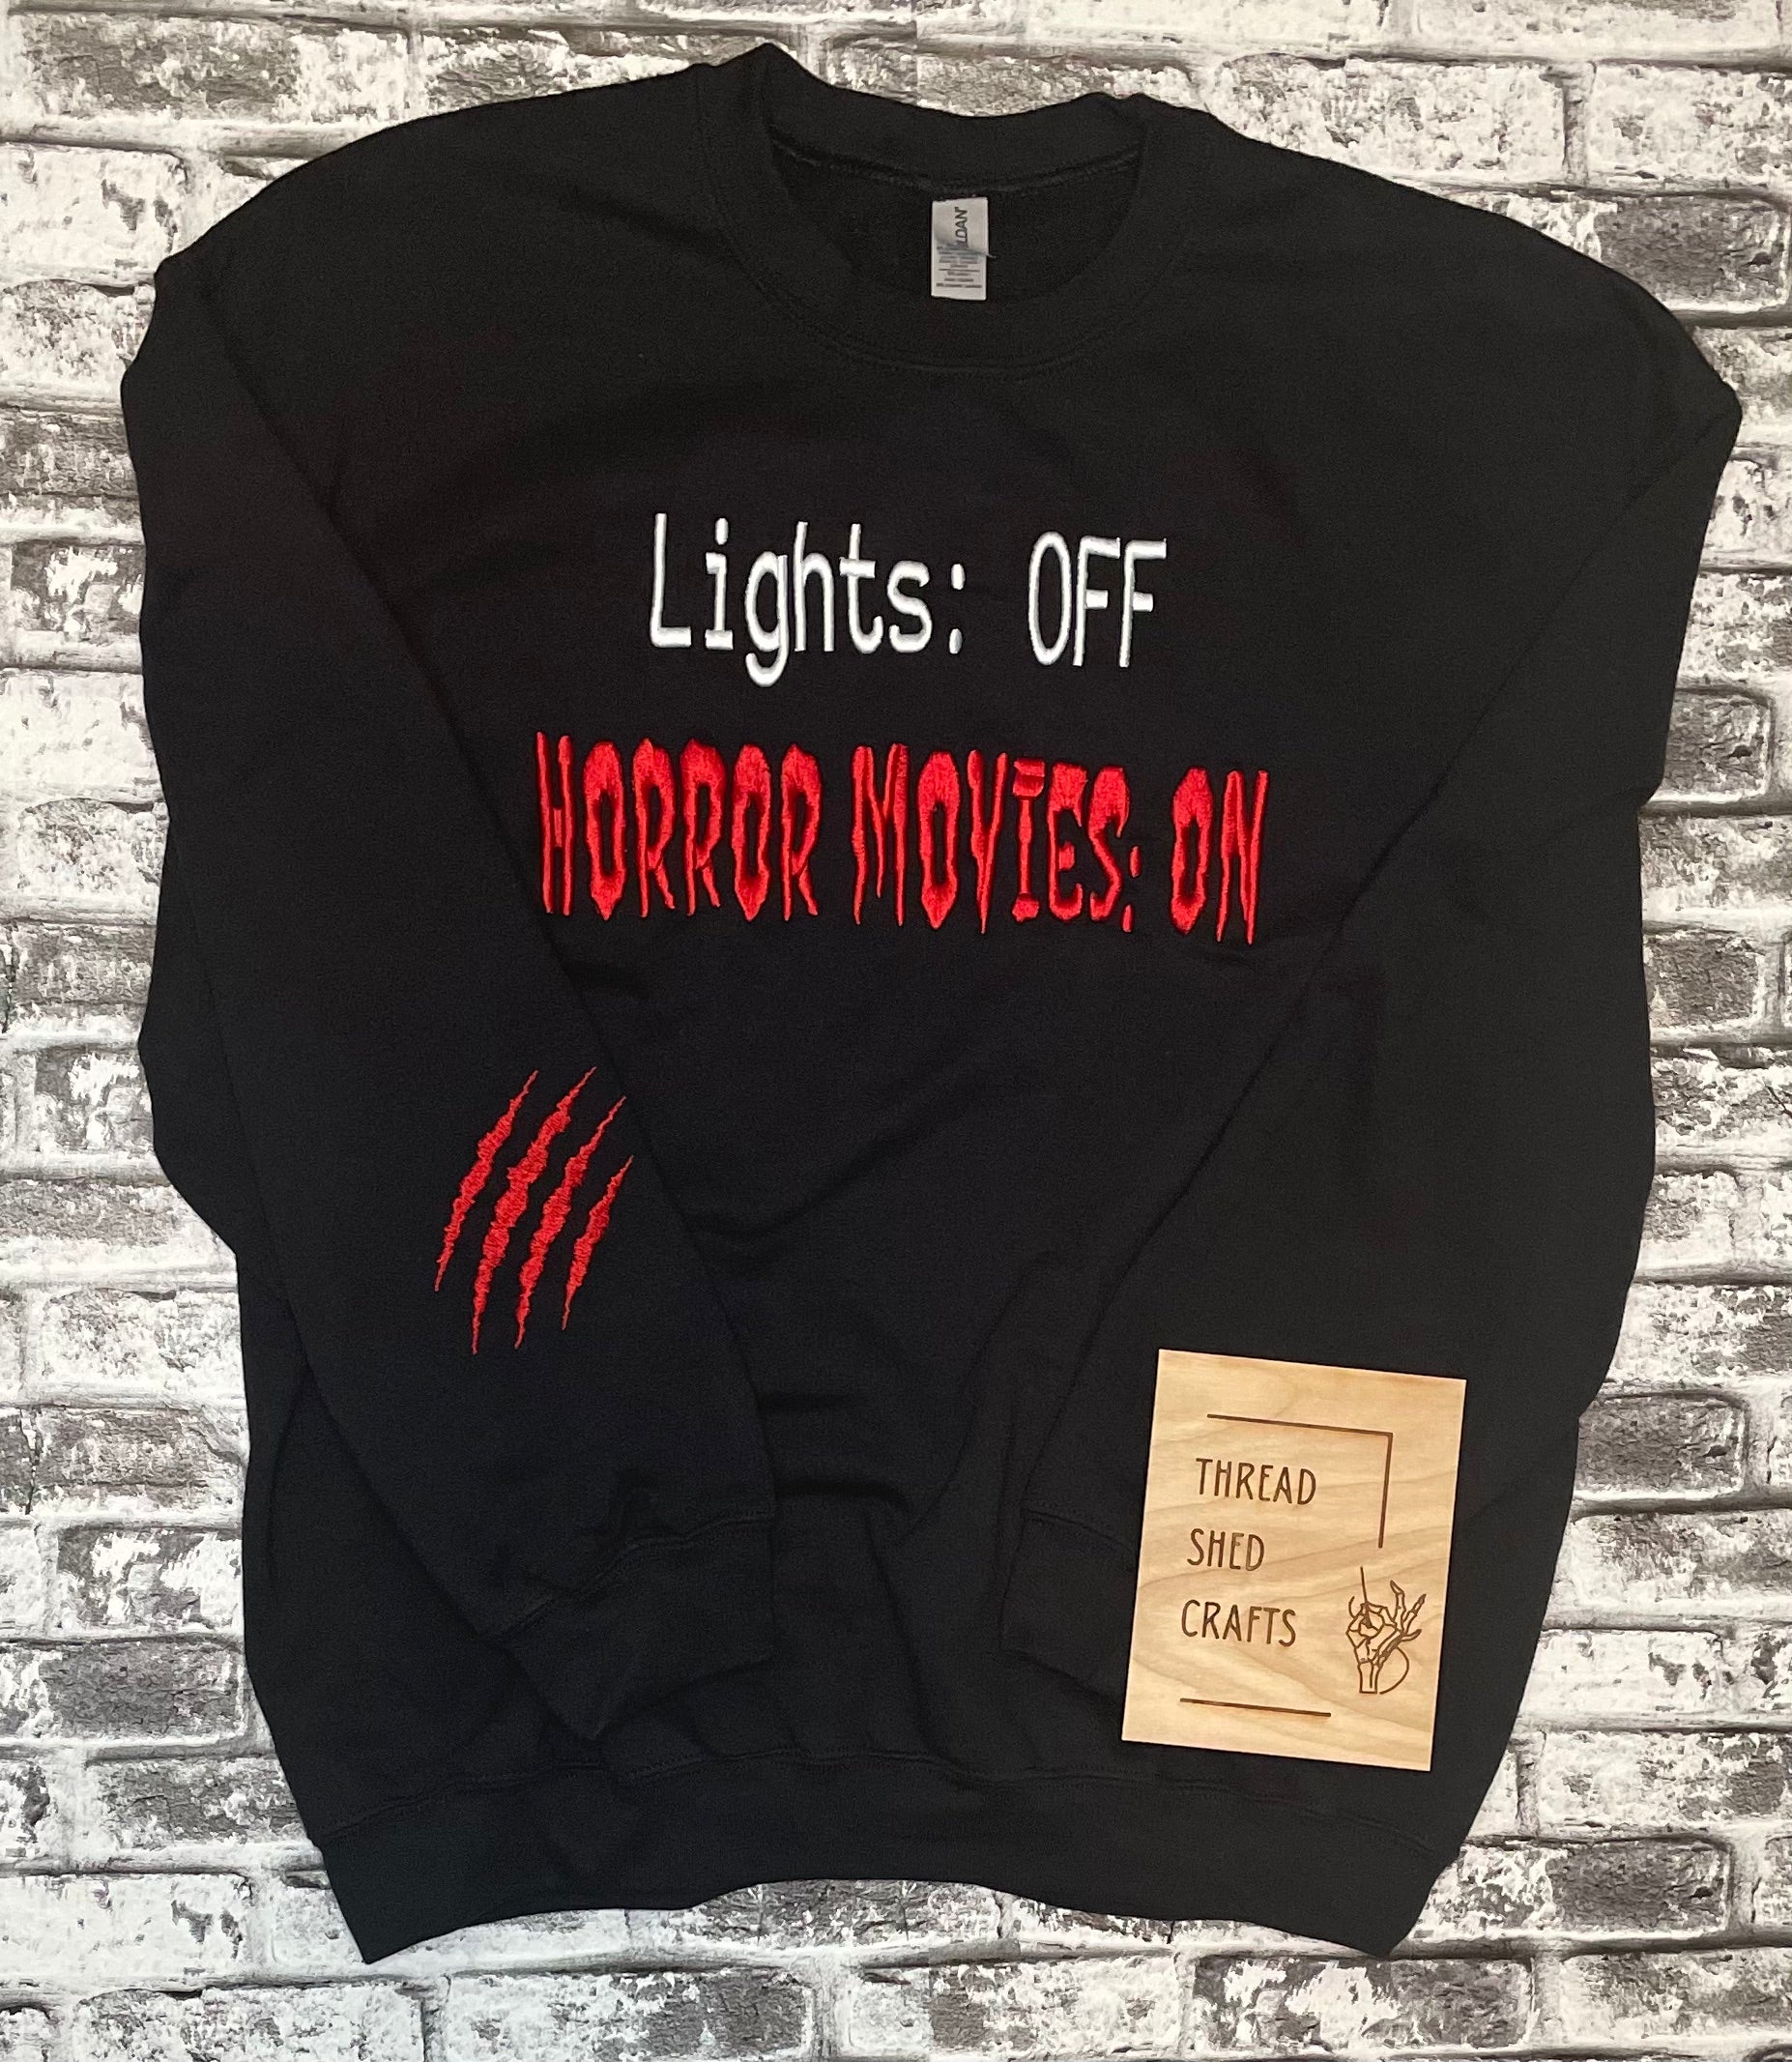 Lights: OFF
HORROR MOVIES: ON
THREAD
SHED
CRAFTS